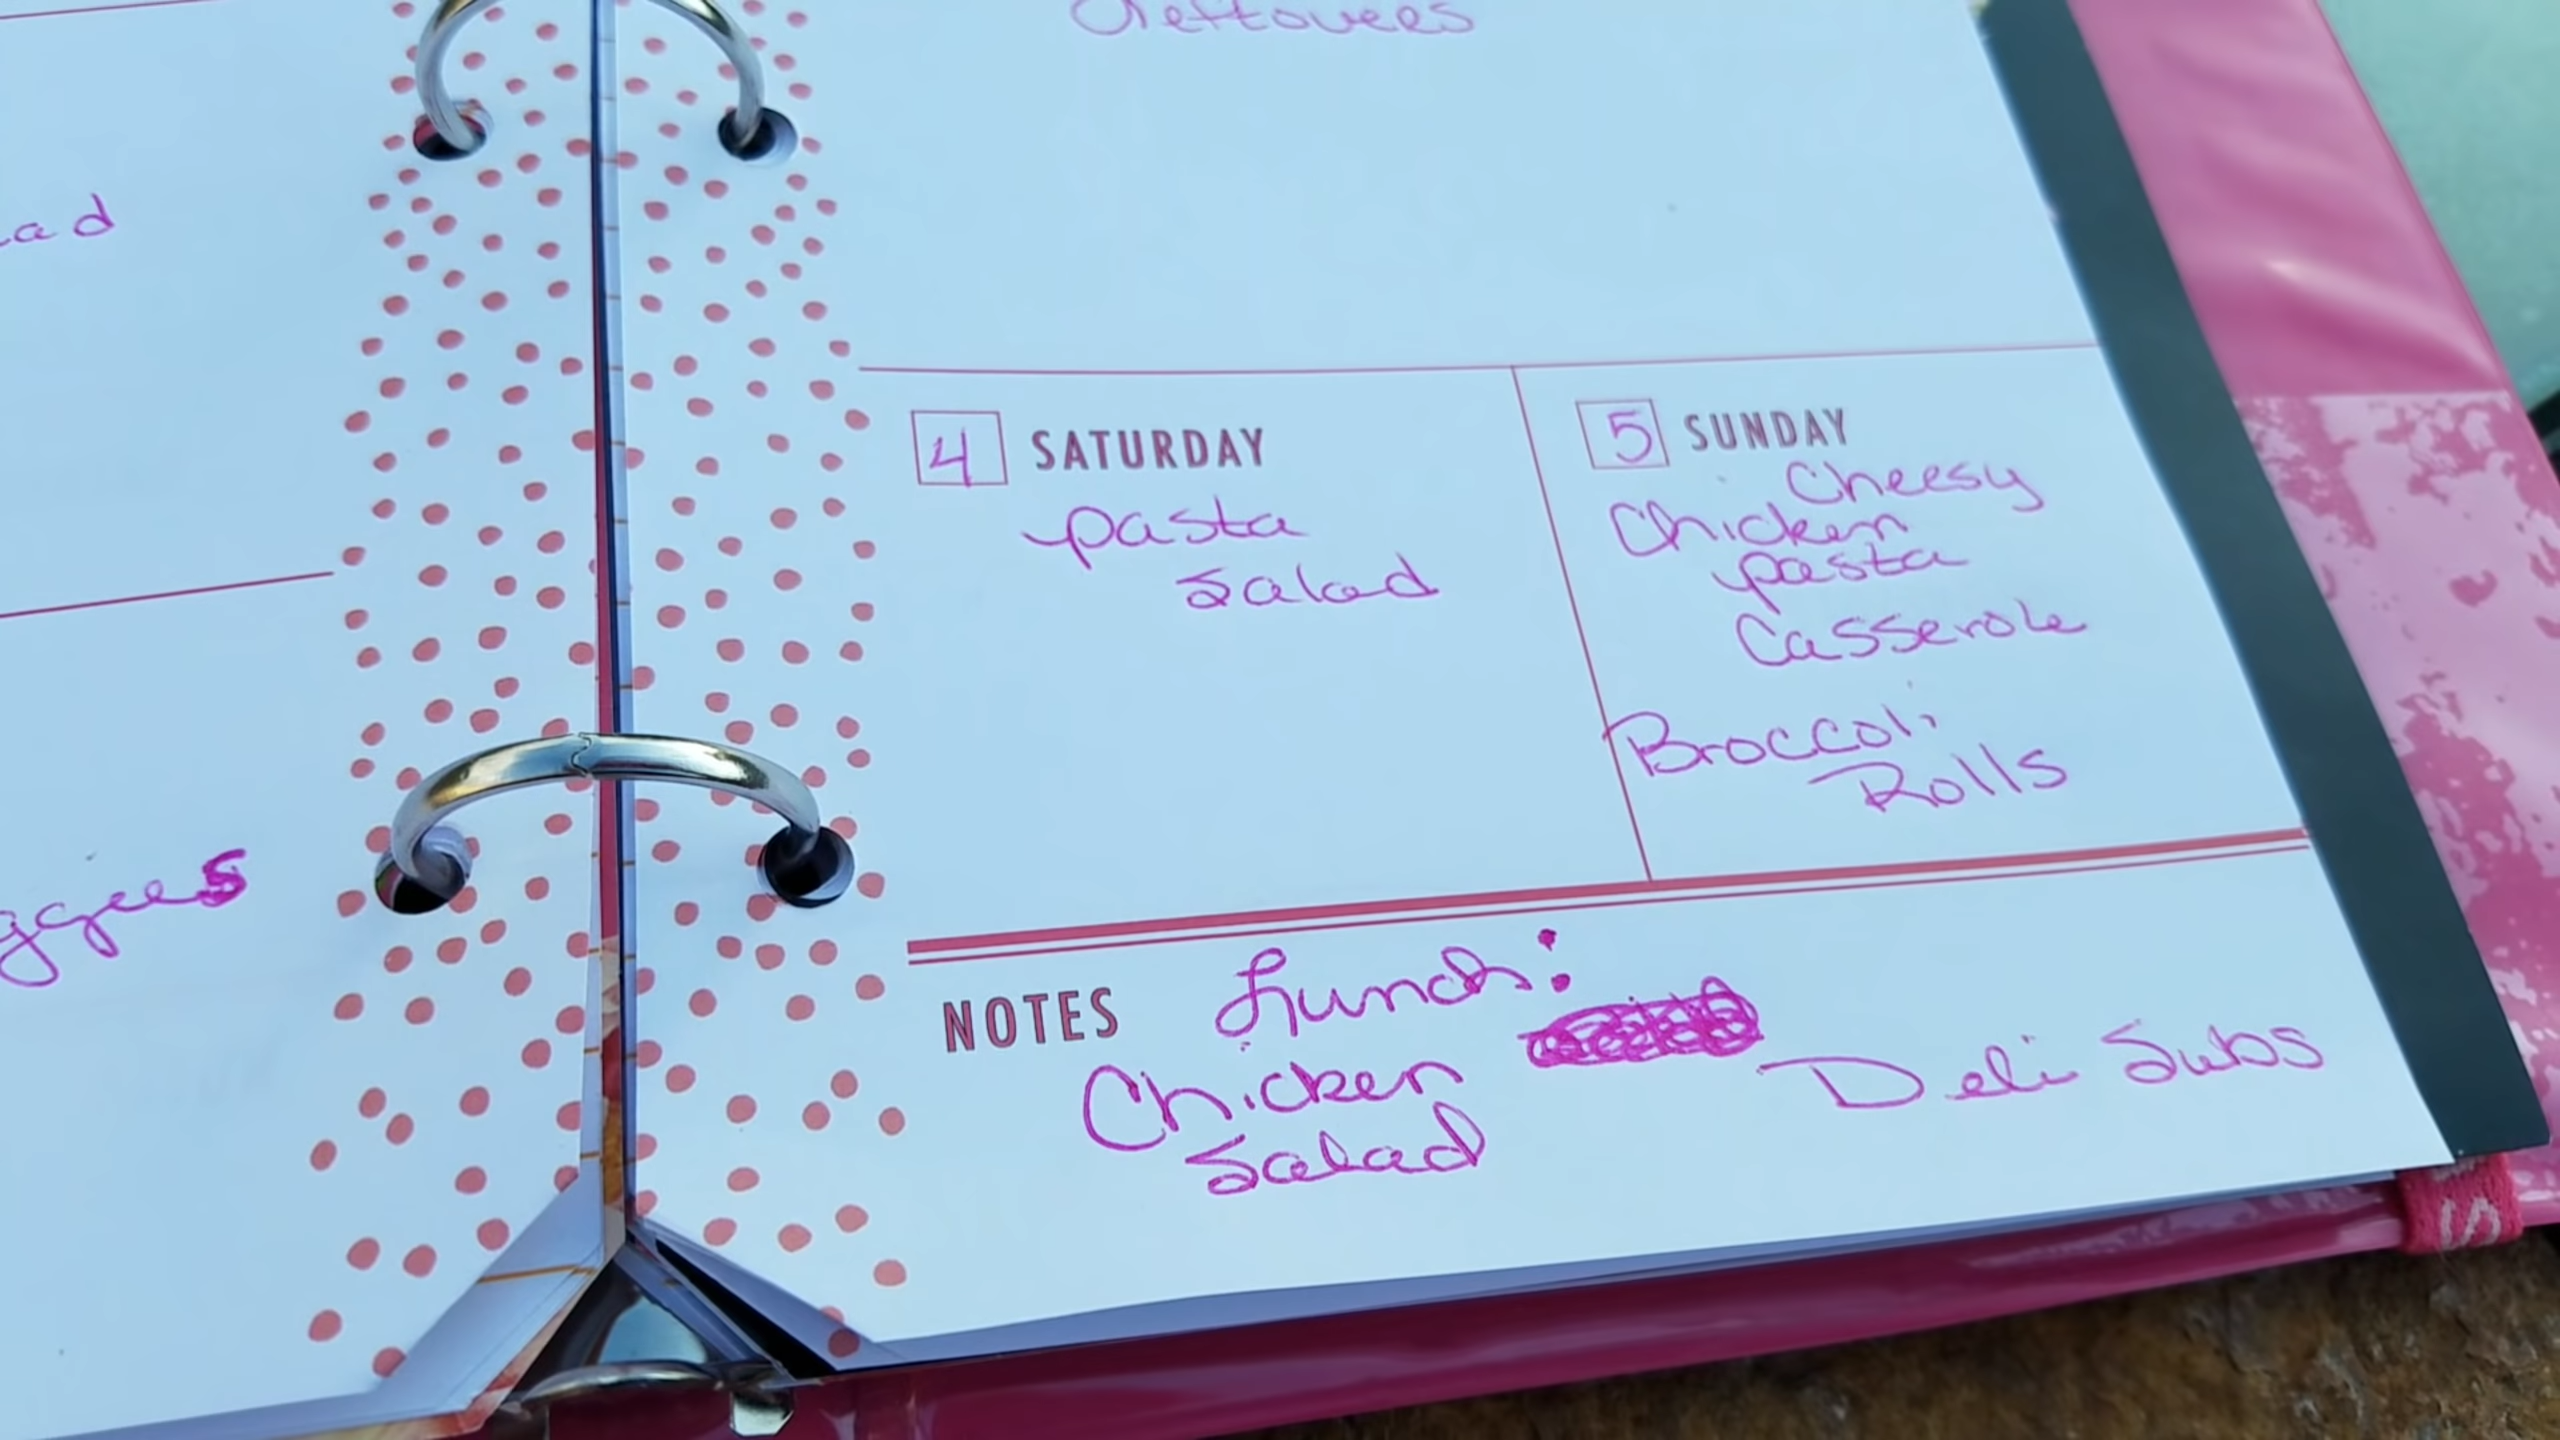 Leftovers
4 SATURDAY
pasta
salad
5 SUNDAY
Cheesy
Chicken
pasta
Casserole
Broccoli
Rolls
NOTES Lunch:
Chicken
Salad
Deli Subs